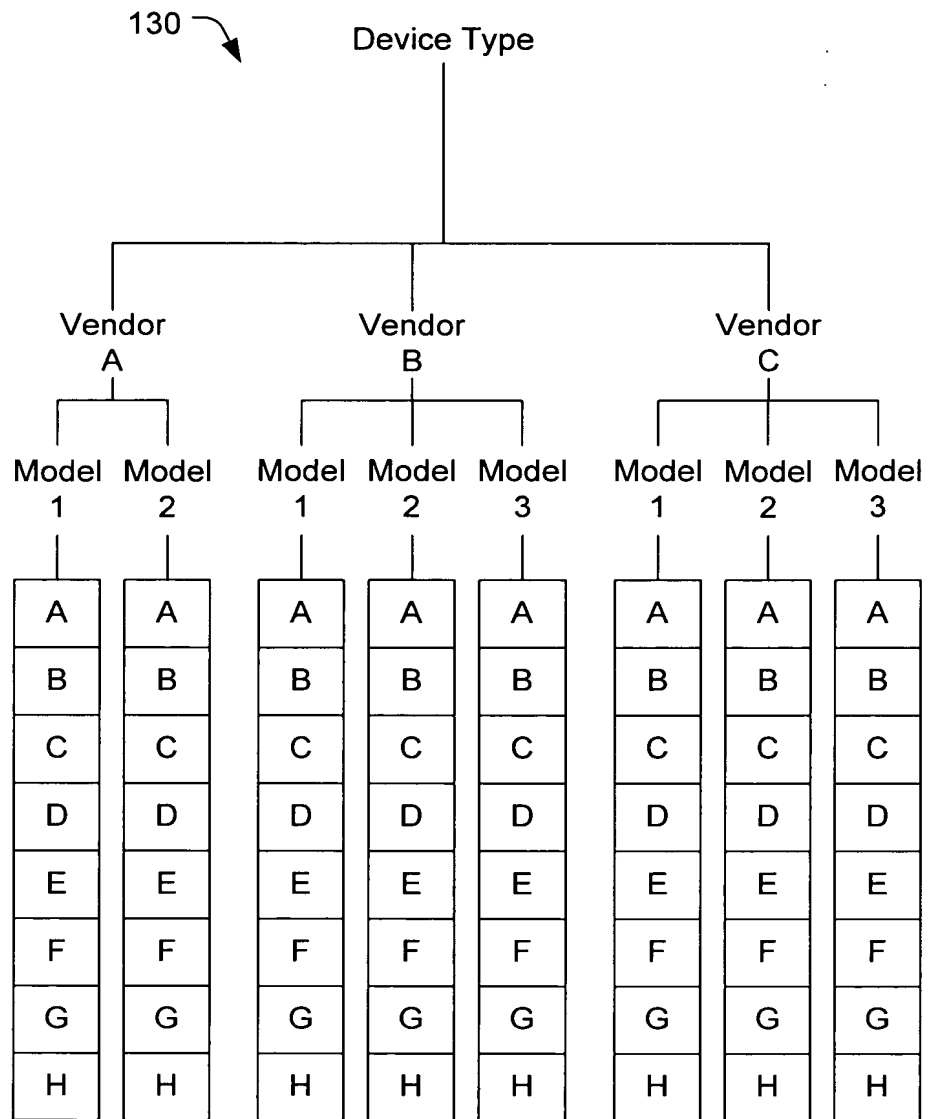 130
Device Type
Vendor A
Vendor B
Vendor C
Model 1
Model 2
Model 1
Model 2
Model 3
Model 1
Model 2
Model 3
A A A A A A A A
B B B B B B B B
C C C C C C C C
D D D D D D D D
E E E E E E E E
F F F F F F F F
G G G G G G G G
H H H H H H H H